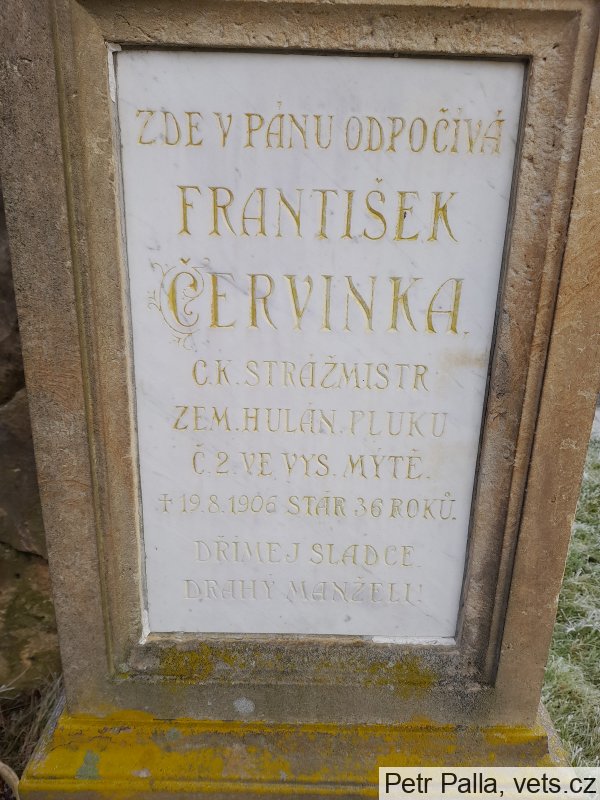 ZDE V PÁNU ODPOČÍVÁ
FRANTIŠEK
ČERVINKA,
C.K. STRÁŽMISTR
ZEM. HULÁN. PLUKU
Č. 2. VE VYS. MÝTĚ.
† 19.8.1906 STÁR 36 ROKŮ.
DŘÍMEJ SLADCE
DRAHÝ MANŽELI!
Petr Palla, vets.cz